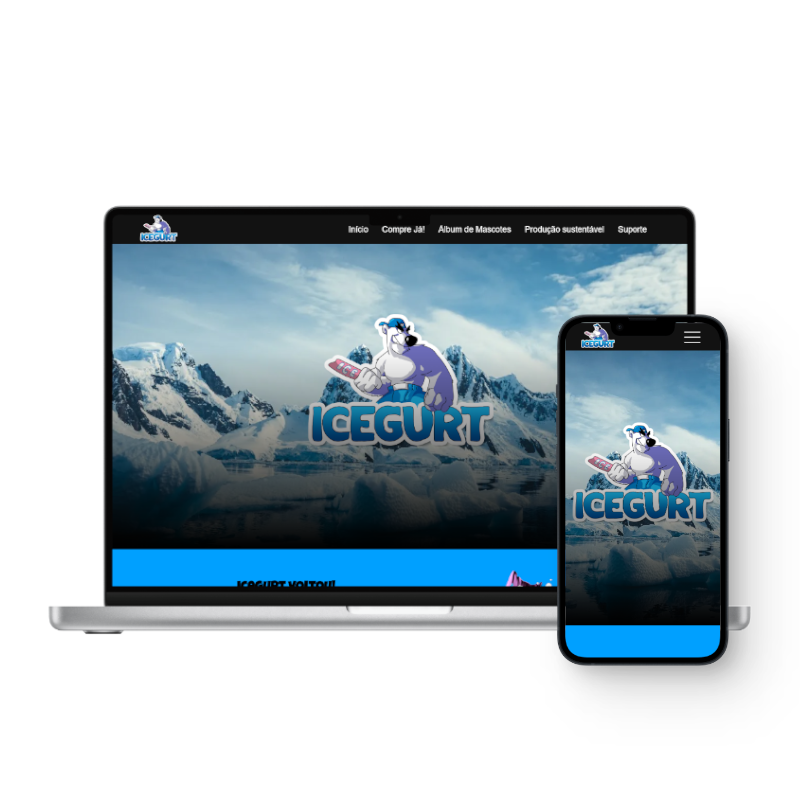 ICEGURT
Início Compre Já! Álbum de Mascotes Produção sustentável Suporte
ICE
ICEGURT
ICEGURT VOLTOU!
ICEGURT
ICE
ICEGURT